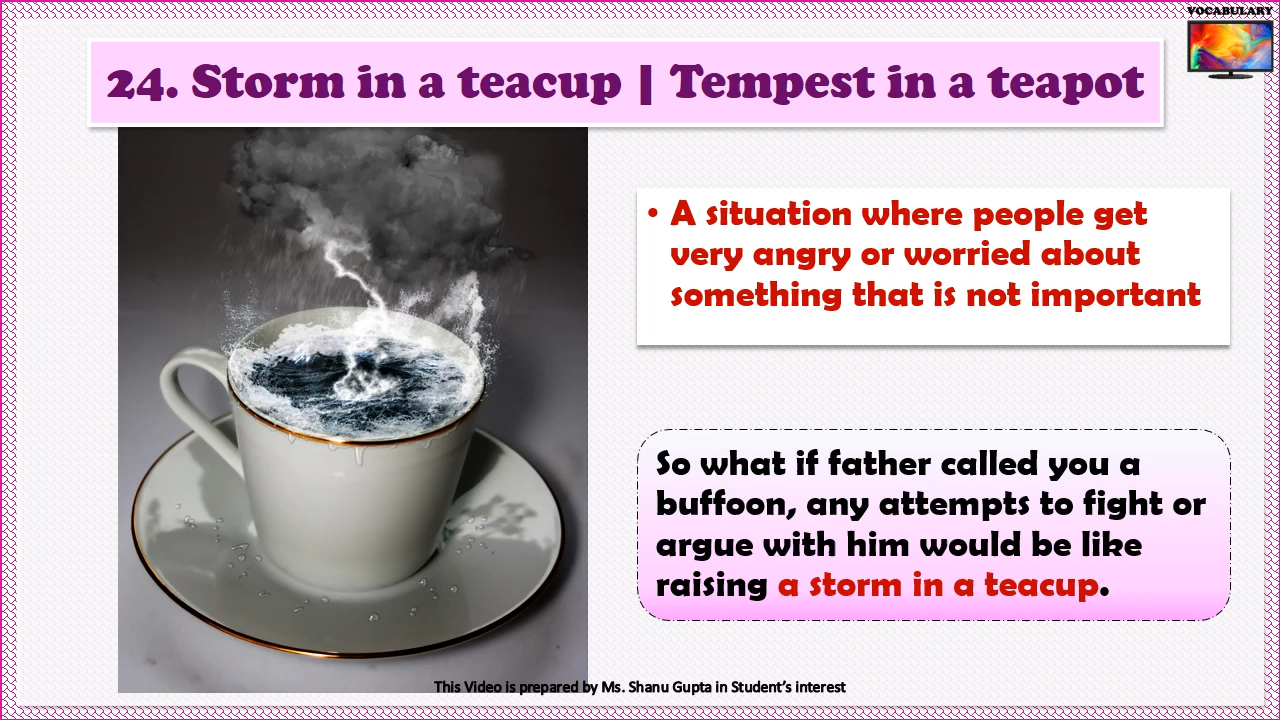 VOCABULARY
24. Storm in a teacup | Tempest in a teapot
• A situation where people get
very angry or worried about
something that is not important
So what if father called you a
buffoon, any attempts to fight or
argue with him would be like
raising a storm in a teacup.
This Video is prepared by Ms. Shanu Gupta in Student’s interest